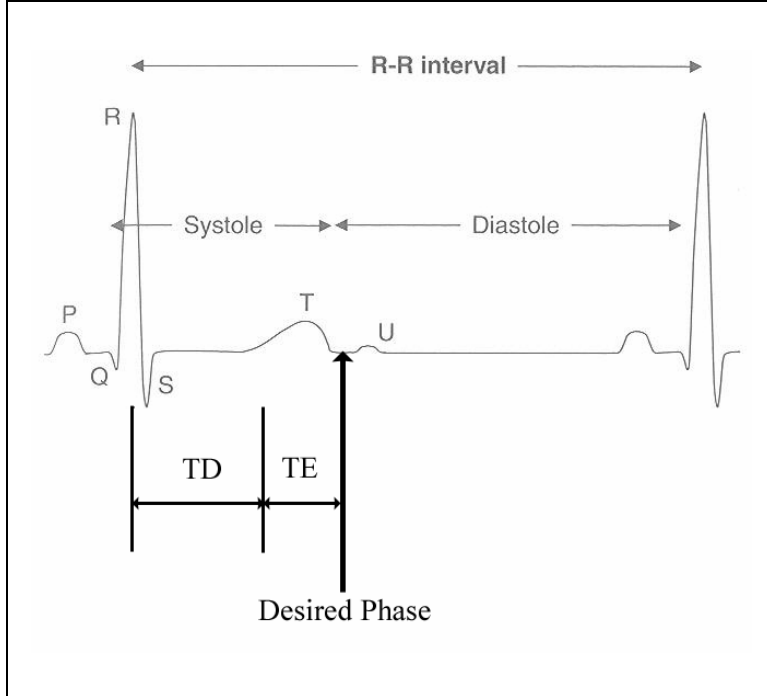 R-R interval
R
Systole
Diastole
P
T
U
Q
S
TD
TE
Desired Phase